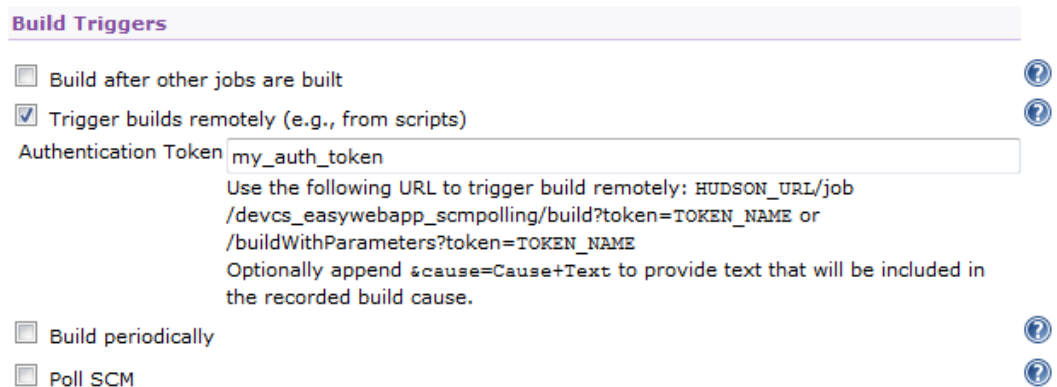 Build Triggers
Build after other jobs are built
Trigger builds remotely (e.g., from scripts)
Authentication Token my_auth_token
Use the following URL to trigger build remotely: HUDSON_URL/job
/devcs_easywebapp_scmpolling/build?token=TOKEN_NAME or
/buildWithParameters?token=TOKEN_NAME
Optionally append &cause=Cause+Text to provide text that will be included in
the recorded build cause.
Build periodically
Poll SCM